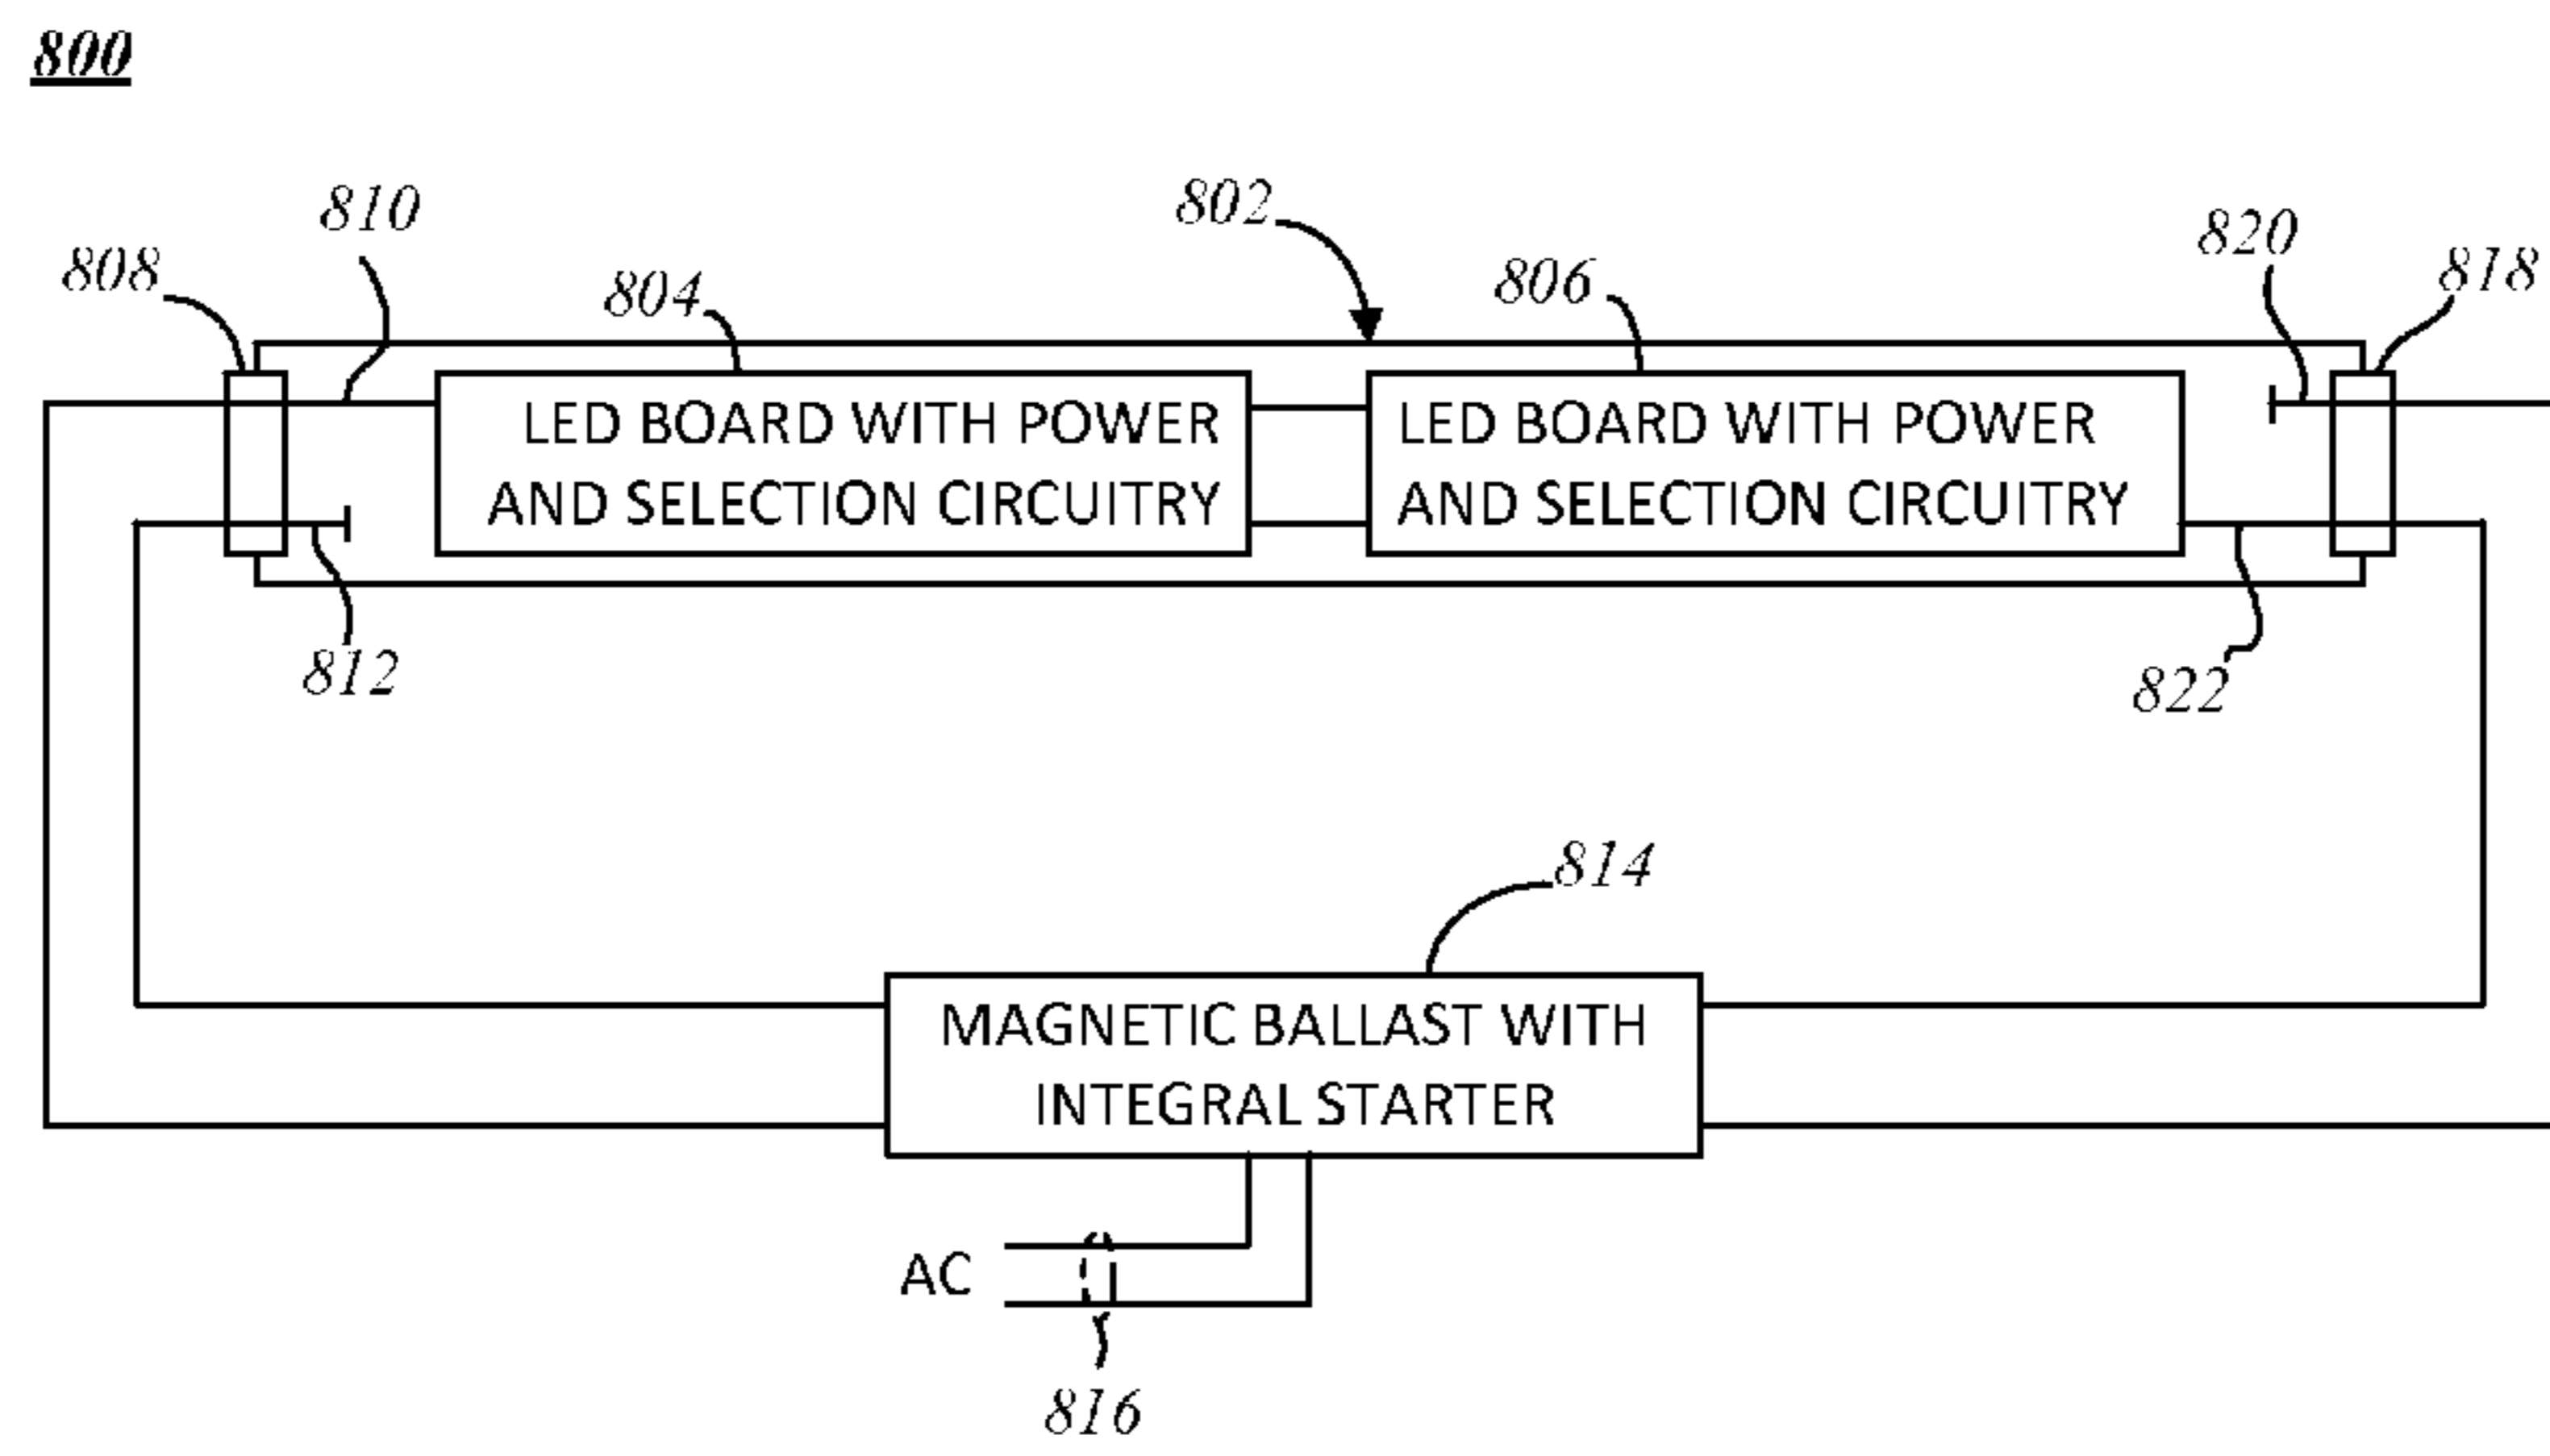 800
810
802
820
808
804
806
818
LED BOARD WITH POWER
AND SELECTION CIRCUITRY
LED BOARD WITH POWER
AND SELECTION CIRCUITRY
812
822
814
MAGNETIC BALLAST WITH
INTEGRAL STARTER
AC
816